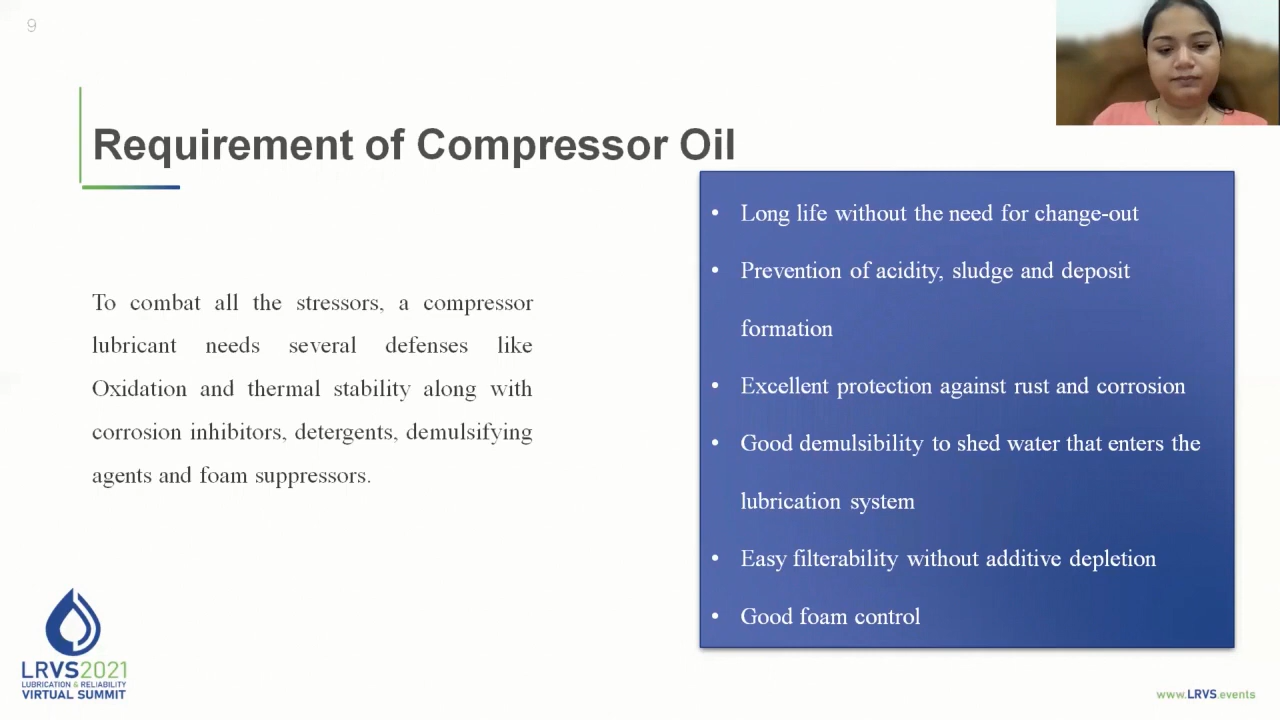 9
Requirement of Compressor Oil
To combat all the stressors, a compressor
lubricant needs several defenses like
Oxidation and thermal stability along with
corrosion inhibitors, detergents, demulsifying
agents and foam suppressors.
• Long life without the need for change-out
• Prevention of acidity, sludge and deposit
formation
• Excellent protection against rust and corrosion
• Good demulsibility to shed water that enters the
lubrication system
• Easy filterability without additive depletion
• Good foam control
LRVS2021
LUBRICATION & RELIABILITY
VIRTUAL SUMMIT
www.LRVS.events